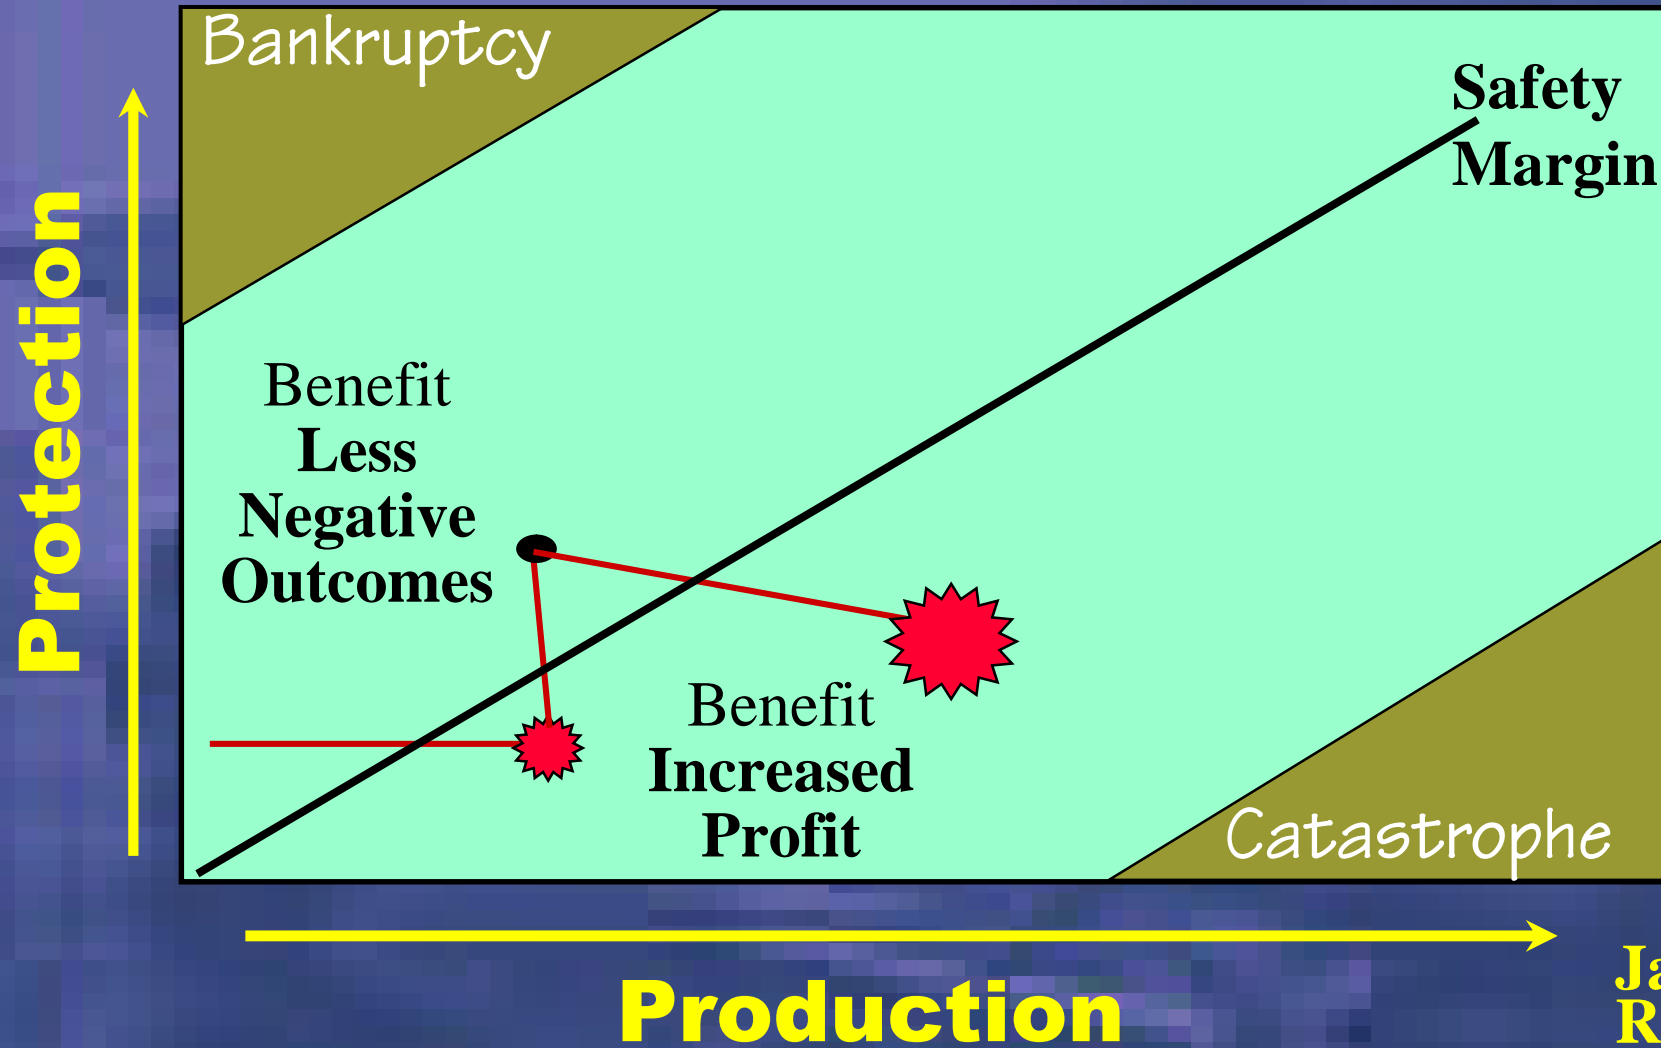 Bankruptcy
Safety
Margin
Protection
Benefit
Less
Negative
Outcomes
Benefit
Increased
Profit
Catastrophe
Production